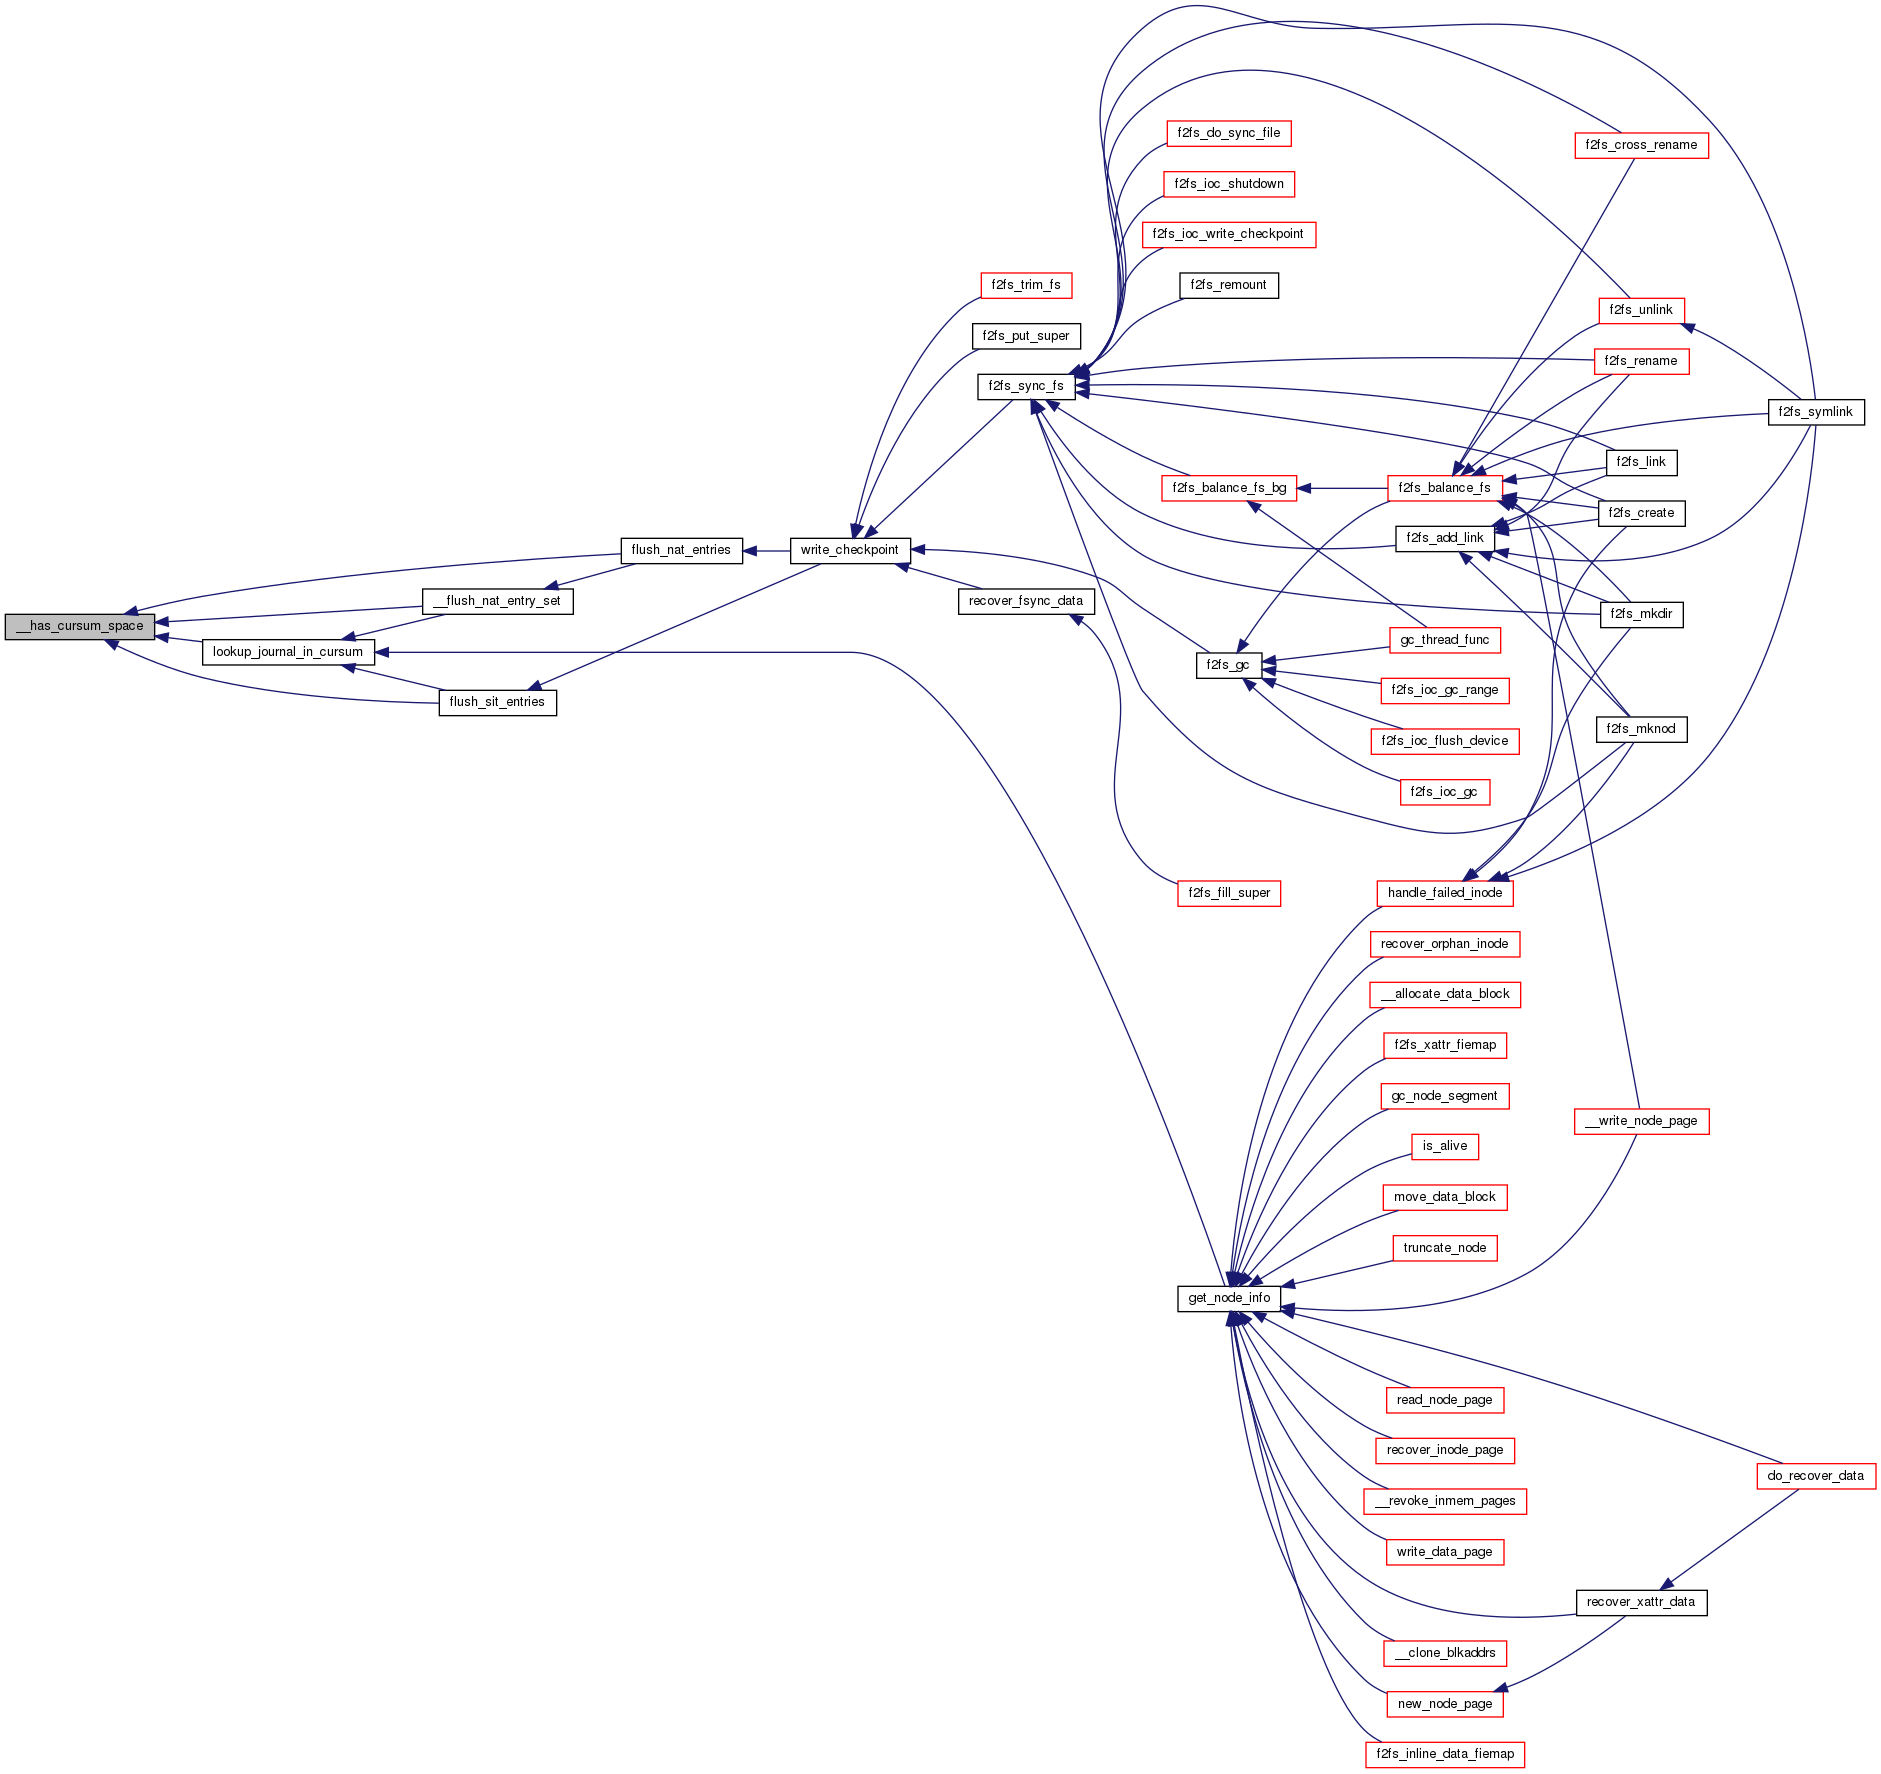 __has_cursum_space
flush_nat_entries
__flush_nat_entry_set
lookup_journal_in_cursum
flush_sit_entries
write_checkpoint
f2fs_trim_fs
f2fs_put_super
f2fs_sync_fs
recover_fsync_data
f2fs_do_sync_file
f2fs_ioc_shutdown
f2fs_ioc_write_checkpoint
f2fs_remount
f2fs_balance_fs_bg
f2fs_gc
f2fs_fill_super
get_node_info
f2fs_balance_fs
f2fs_add_link
gc_thread_func
f2fs_ioc_gc_range
f2fs_ioc_flush_device
f2fs_ioc_gc
handle_failed_inode
recover_orphan_inode
__allocate_data_block
f2fs_xattr_fiemap
gc_node_segment
is_alive
move_data_block
truncate_node
read_node_page
recover_inode_page
__revoke_inmem_pages
write_data_page
__clone_blkaddrs
new_node_page
f2fs_inline_data_fiemap
f2fs_cross_rename
f2fs_unlink
f2fs_rename
f2fs_link
f2fs_create
f2fs_mkdir
f2fs_mknod
__write_node_page
recover_xattr_data
f2fs_symlink
do_recover_data